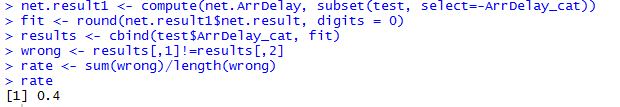 > net.result1 <- compute(net.ArrDelay, subset(test, select=-ArrDelay_cat))
> fit <- round(net.result1$net.result, digits = 0)
> results <- cbind(test$ArrDelay_cat, fit)
> wrong <- results[,1]!=results[,2]
> rate <- sum(wrong)/length(wrong)
> rate
[1] 0.4